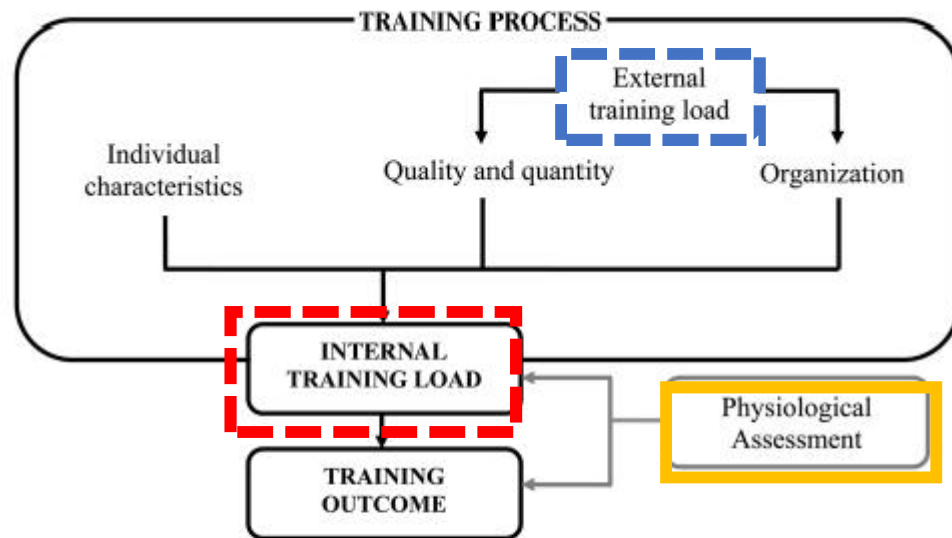 TRAINING PROCESS
External
training load
Individual
characteristics
Quality and quantity
Organization
INTERNAL
TRAINING LOAD
Physiological
Assessment
TRAINING
OUTCOME